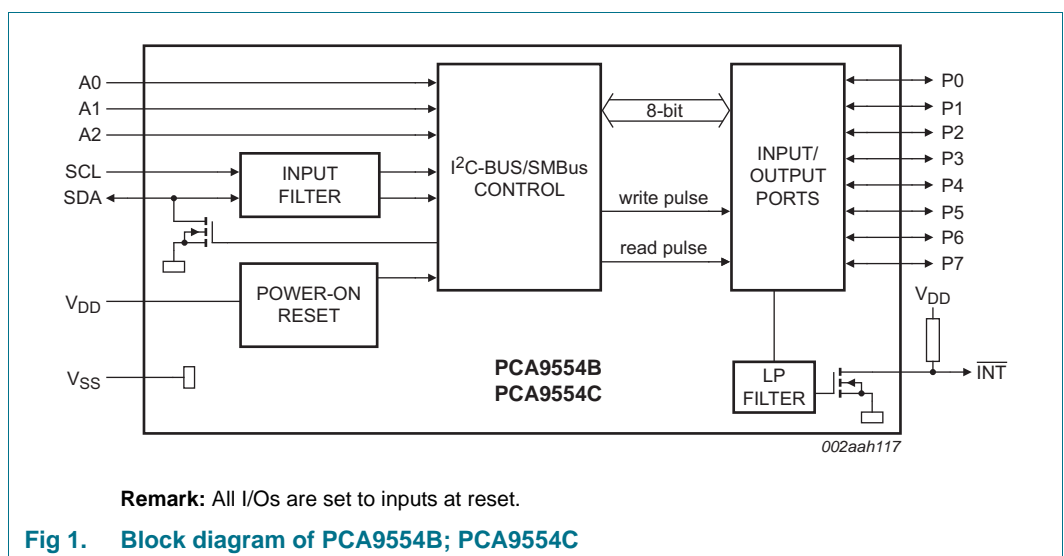 A0
A1
A2
SCL
SDA
VDD
VSS
INPUT
FILTER
POWER-ON
RESET
I2C-BUS/SMBus
CONTROL
8-bit
write pulse
read pulse
INPUT/
OUTPUT
PORTS
P0
P1
P2
P3
P4
P5
P6
P7
VDD
INT
LP
FILTER
PCA9554B
PCA9554C
002aah117
Remark: All I/Os are set to inputs at reset.
Fig 1. Block diagram of PCA9554B; PCA9554C